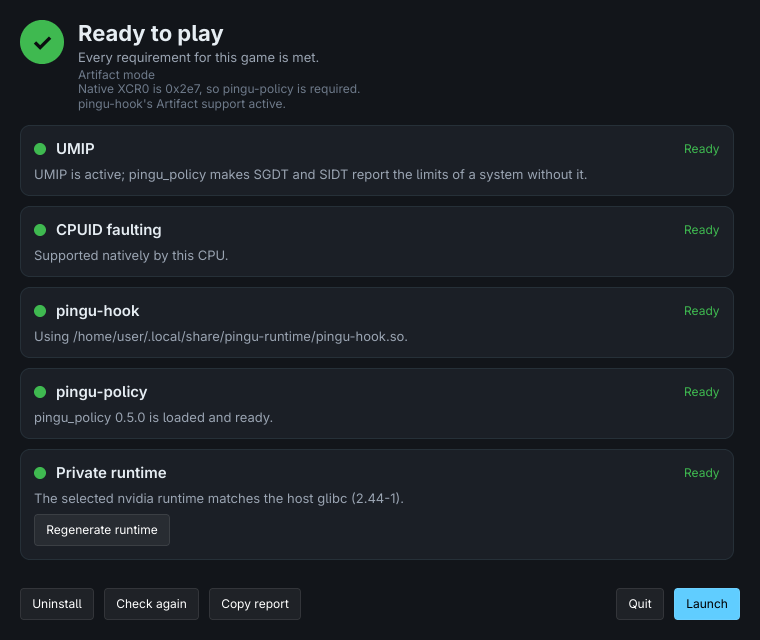 Ready to play
Every requirement for this game is met.
Artifact mode
Native XCR0 is 0x2e7, so pingu-policy is required.
pingu-hook's Artifact support active.
UMIP
Ready
UMIP is active; pingu_policy makes SGDT and SIDT report the limits of a system without it.
CPUID faulting
Ready
Supported natively by this CPU.
pingu-hook
Ready
Using /home/user/.local/share/pingu-runtime/pingu-hook.so.
pingu-policy
Ready
pingu_policy 0.5.0 is loaded and ready.
Private runtime
Ready
The selected nvidia runtime matches the host glibc (2.44-1).
Regenerate runtime
Uninstall
Check again
Copy report
Quit
Launch